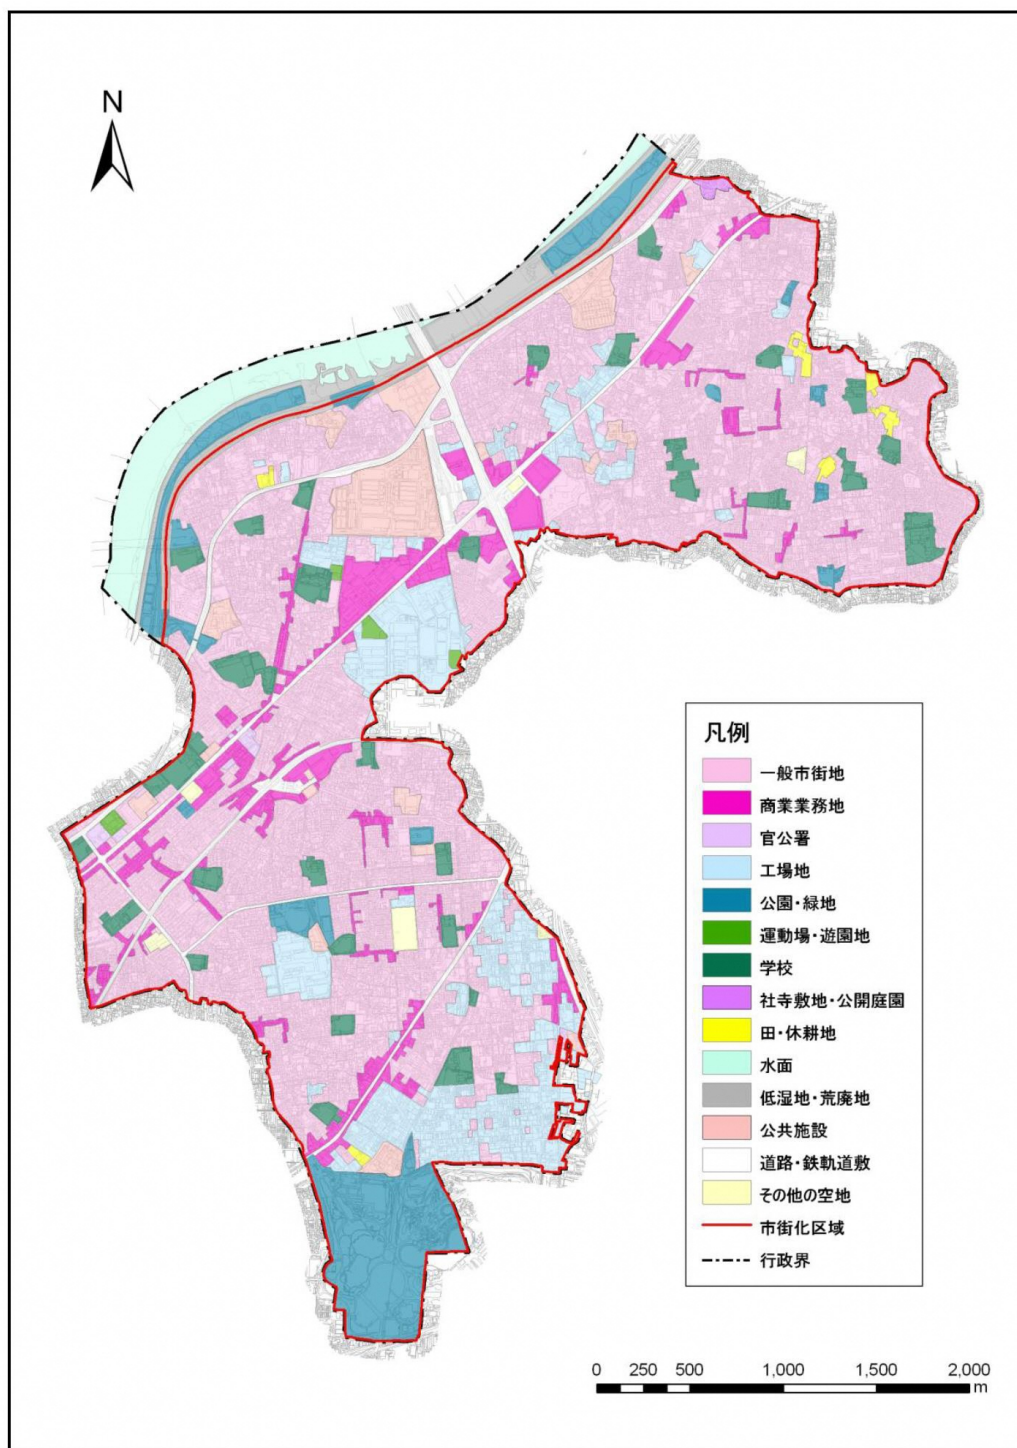 N
凡例
一般市街地
商業業務地
官公署
工場地
公園・緑地
運動場・遊園地
学校
社寺敷地・公開庭園
田・休耕地
水面
低湿地・荒廃地
公共施設
道路・鉄軌道敷
その他の空地
市街化区域
行政界
0 250 500 1,000 1,500 2,000
m